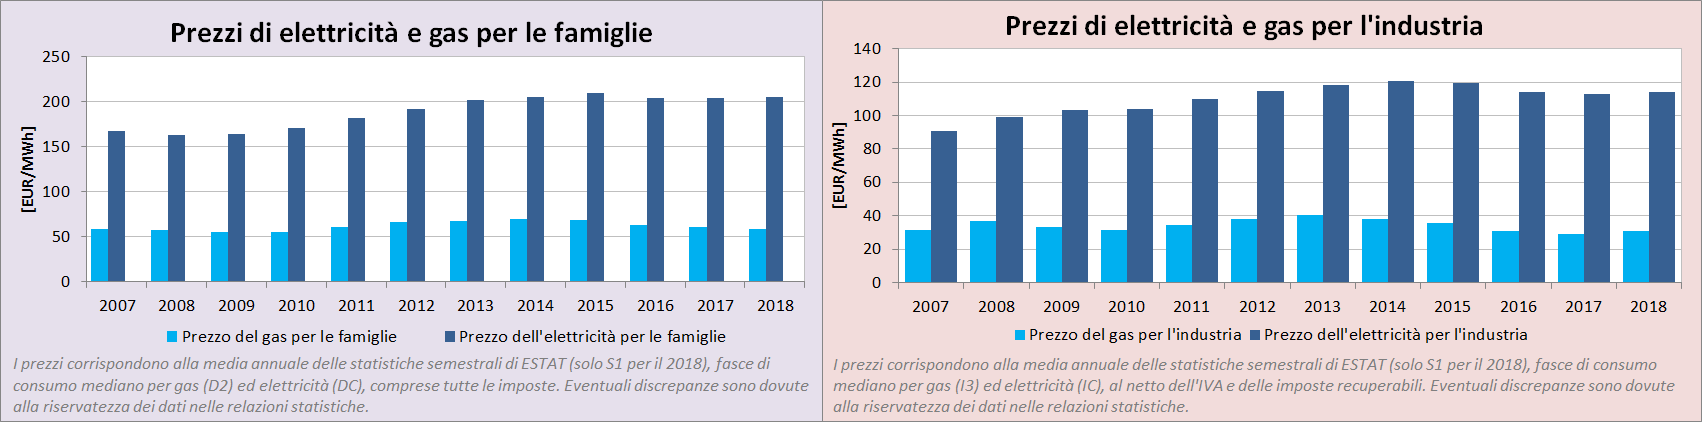 Prezzi di elettricità e gas per le famiglie
250
200
150
100
50
0
[EUR/MWh]
2007 2008 2009 2010 2011 2012 2013 2014 2015 2016 2017 2018
Prezzo del gas per le famiglie Prezzo dell'elettricità per le famiglie
I prezzi corrispondono alla media annuale delle statistiche semestrali di ESTAT (solo S1 per il 2018), fasce di
consumo mediano per gas (D2) ed elettricità (DC), comprese tutte le imposte. Eventuali discrepanze sono dovute
alla riservatezza dei dati nelle relazioni statistiche.
Prezzi di elettricità e gas per l'industria
140
120
100
80
60
40
20
0
[EUR/MWh]
2007 2008 2009 2010 2011 2012 2013 2014 2015 2016 2017 2018
Prezzo del gas per l'industria Prezzo dell'elettricità per l'industria
I prezzi corrispondono alla media annuale delle statistiche semestrali di ESTAT (solo S1 per il 2018), fasce di consumo
mediano per gas (I3) ed elettricità (IC), al netto dell'IVA e delle imposte recuperabili. Eventuali discrepanze sono dovute
alla riservatezza dei dati nelle relazioni statistiche.